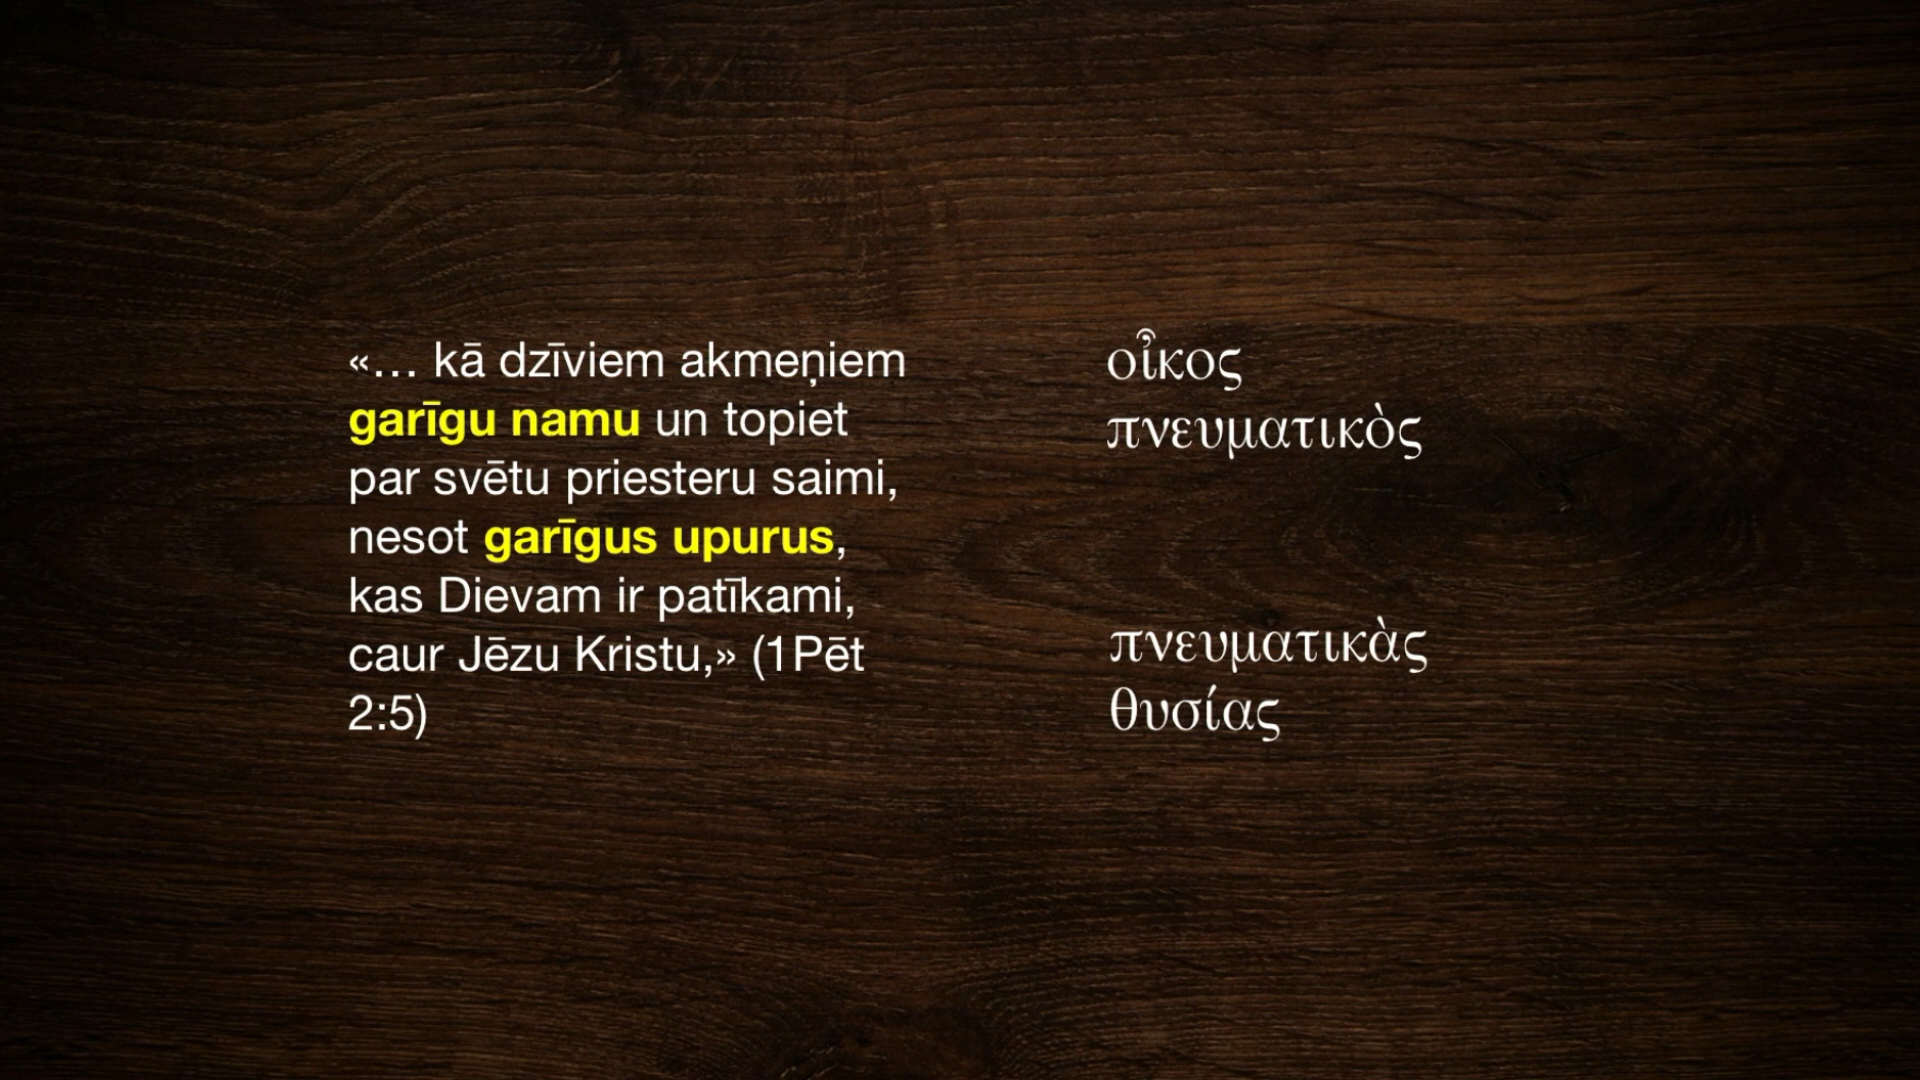 «… kā dzīviem akmeņiem
garīgu namu un topiet
par svētu priesteru saimi,
nesot garīgus upurus,
kas Dievam ir patīkami,
caur Jēzu Kristu,» (1Pēt
2:5)
οἶκος
πνευματικὸς
πνευματικὰς
θυσίας